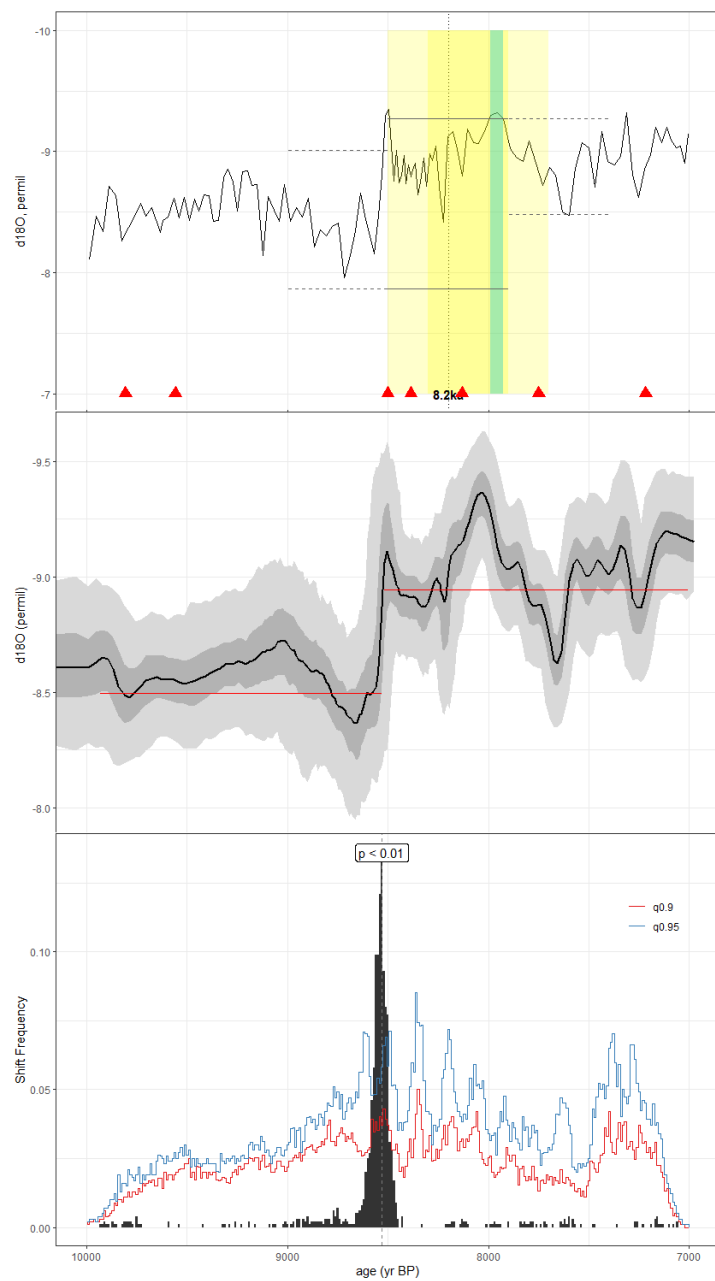 -10
-9
-8
-7
d18O, permil
8.2ka
-9.5
-9.0
-8.5
-8.0
d18O (permil)
p < 0.01
q0.9
q0.95
0.10
0.05
0.00
Shift Frequency
10000 9000 8000 7000
age (yr BP)